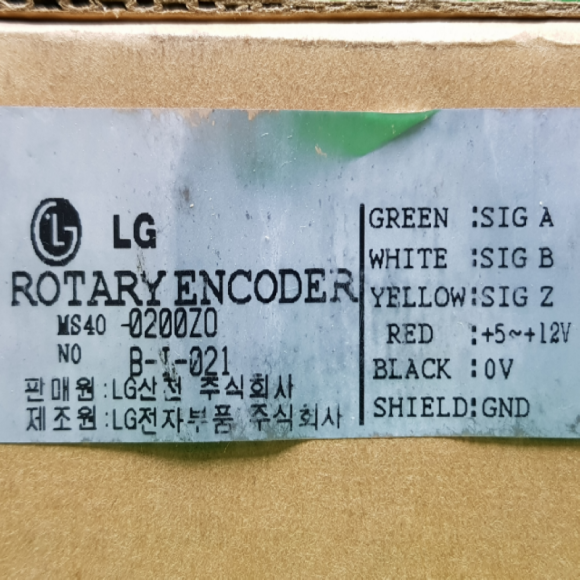 LG
ROTARY ENCODER
MS40 -0200ZO
NO B-J-021
판매원:LG산전 주식회사
제조원:LG전자부품 주식회사
GREEN :SIG A
WHITE :SIG B
YELLOW:SIG Z
RED :+5~+12V
BLACK :0V
SHIELD:GND